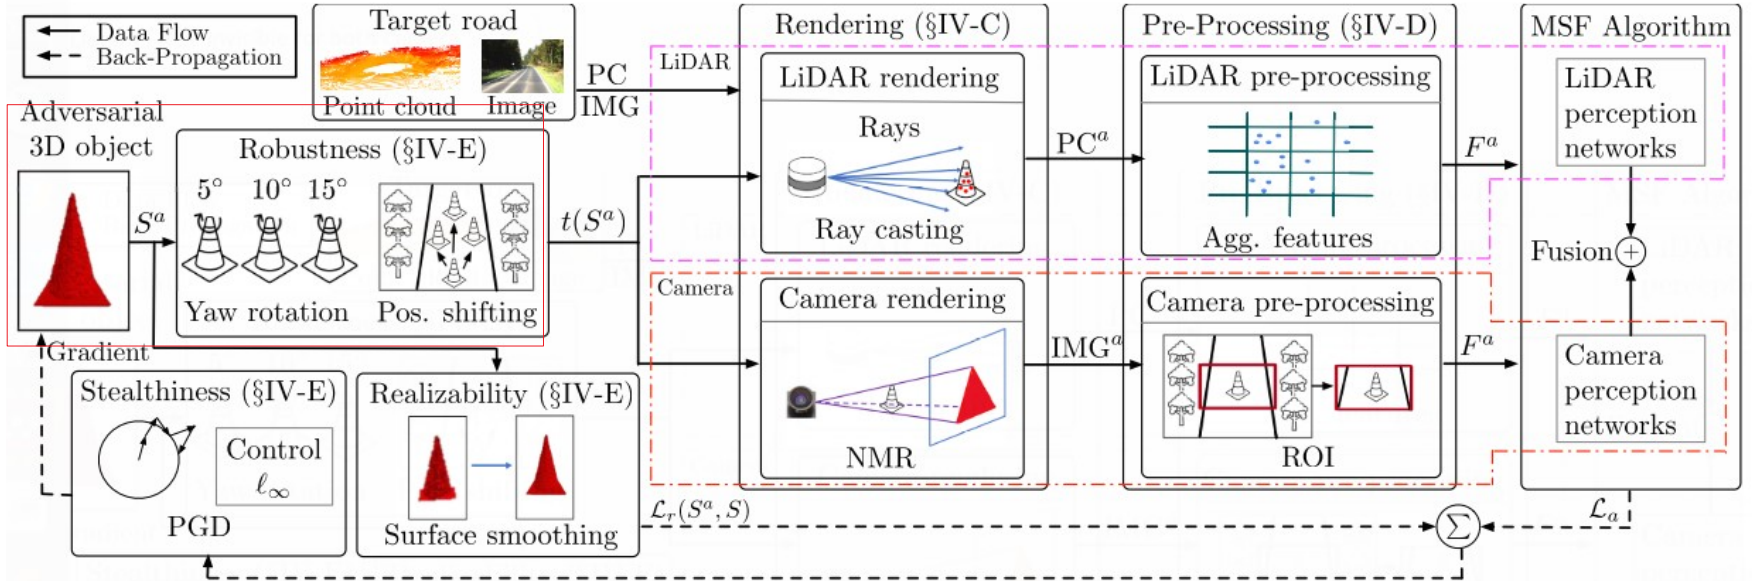 Data Flow
Back-Propagation
Target road
Point cloud
Image
PC
IMG
Adversarial
3D object
S^a
Robustness (§IV-E)
5°
10°
15°
Yaw rotation
Pos. shifting
t(S^a)
Gradient
Stealthiness (§IV-E)
Control
ℓ∞
PGD
Realizability (§IV-E)
Surface smoothing
ℒr(S^a, S)
Rendering (§IV-C)
LiDAR
LiDAR rendering
Rays
Ray casting
PC^a
Camera
Camera rendering
NMR
IMG^a
Pre-Processing (§IV-D)
LiDAR pre-processing
Agg. features
F^a
Camera pre-processing
ROI
F^a
MSF Algorithm
LiDAR
perception
networks
Fusion
+
Camera
perception
networks
ℒa
Σ